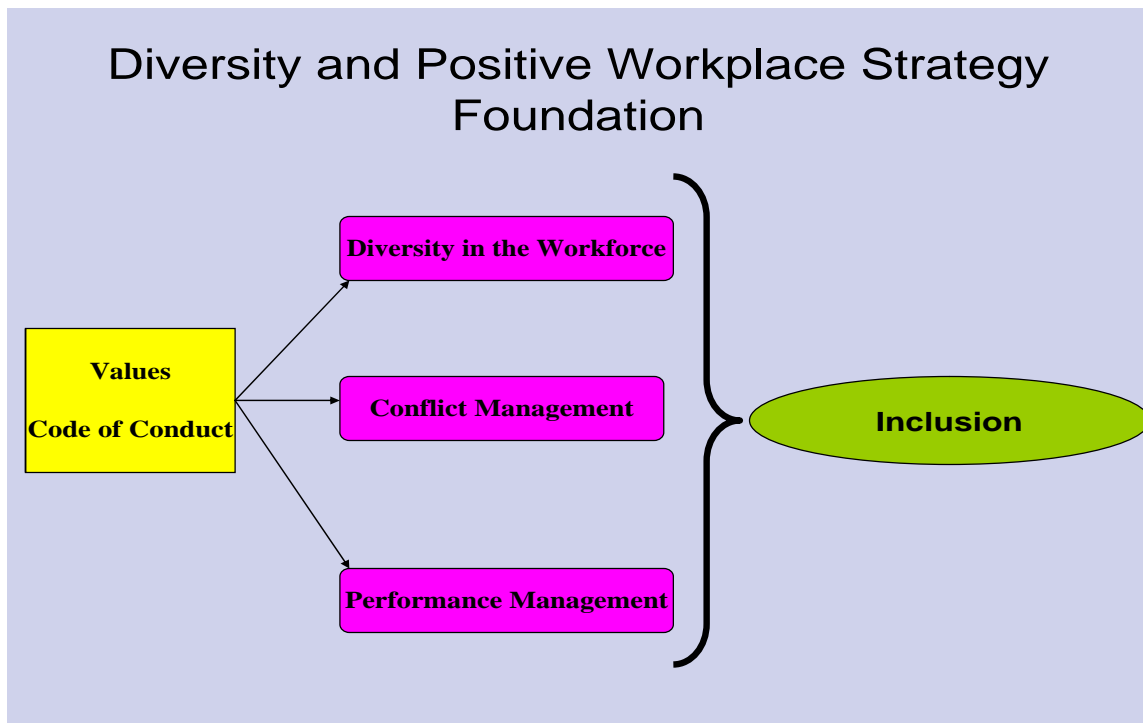 Diversity and Positive Workplace Strategy
Foundation
Diversity in the Workforce
Values
Code of Conduct
Conflict Management
Inclusion
Performance Management